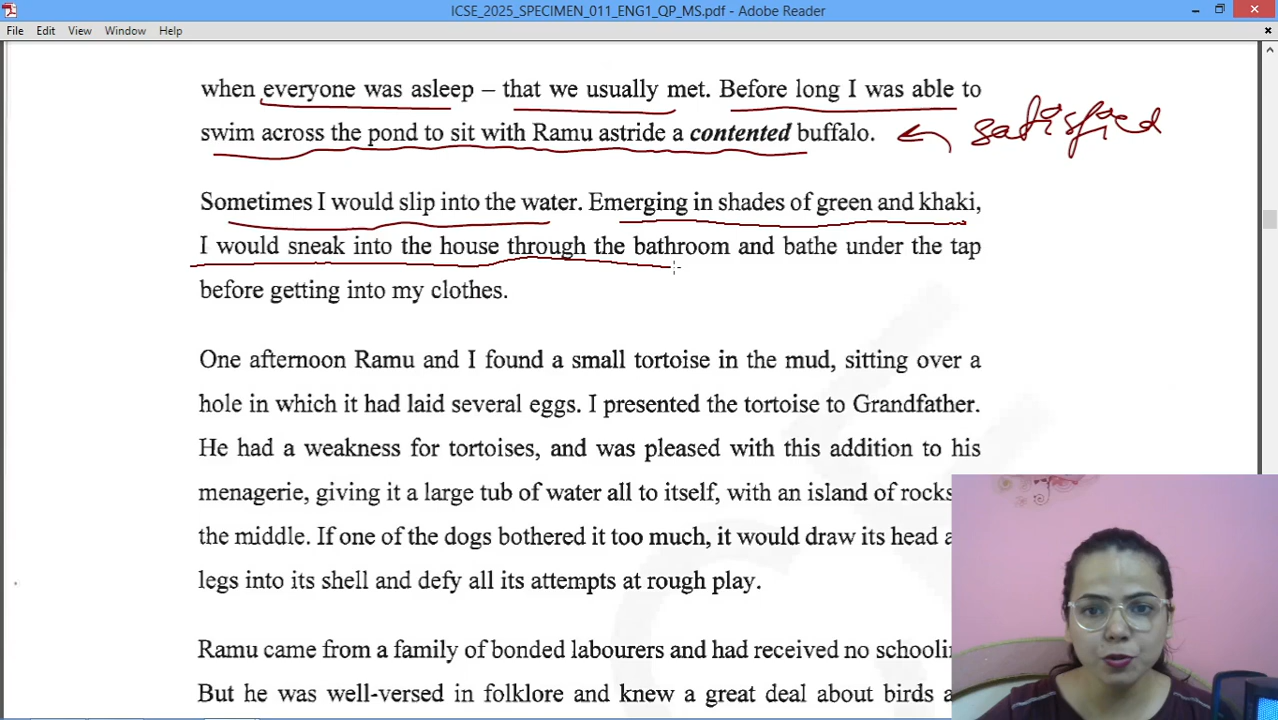 ICSE_2025_SPECIMEN_011_ENG1_QP_MS.pdf - Adobe Reader
File Edit View Window Help
when everyone was asleep – that we usually met. Before long I was able to
swim across the pond to sit with Ramu astride a contented buffalo.
satisfied
Sometimes I would slip into the water. Emerging in shades of green and khaki,
I would sneak into the house through the bathroom and bathe under the tap
before getting into my clothes.
One afternoon Ramu and I found a small tortoise in the mud, sitting over a
hole in which it had laid several eggs. I presented the tortoise to Grandfather.
He had a weakness for tortoises, and was pleased with this addition to his
menagerie, giving it a large tub of water all to itself, with an island of rocks
the middle. If one of the dogs bothered it too much, it would draw its head
legs into its shell and defy all its attempts at rough play.
Ramu came from a family of bonded labourers and had received no
But he was well-versed in folklore and knew a great deal about birds